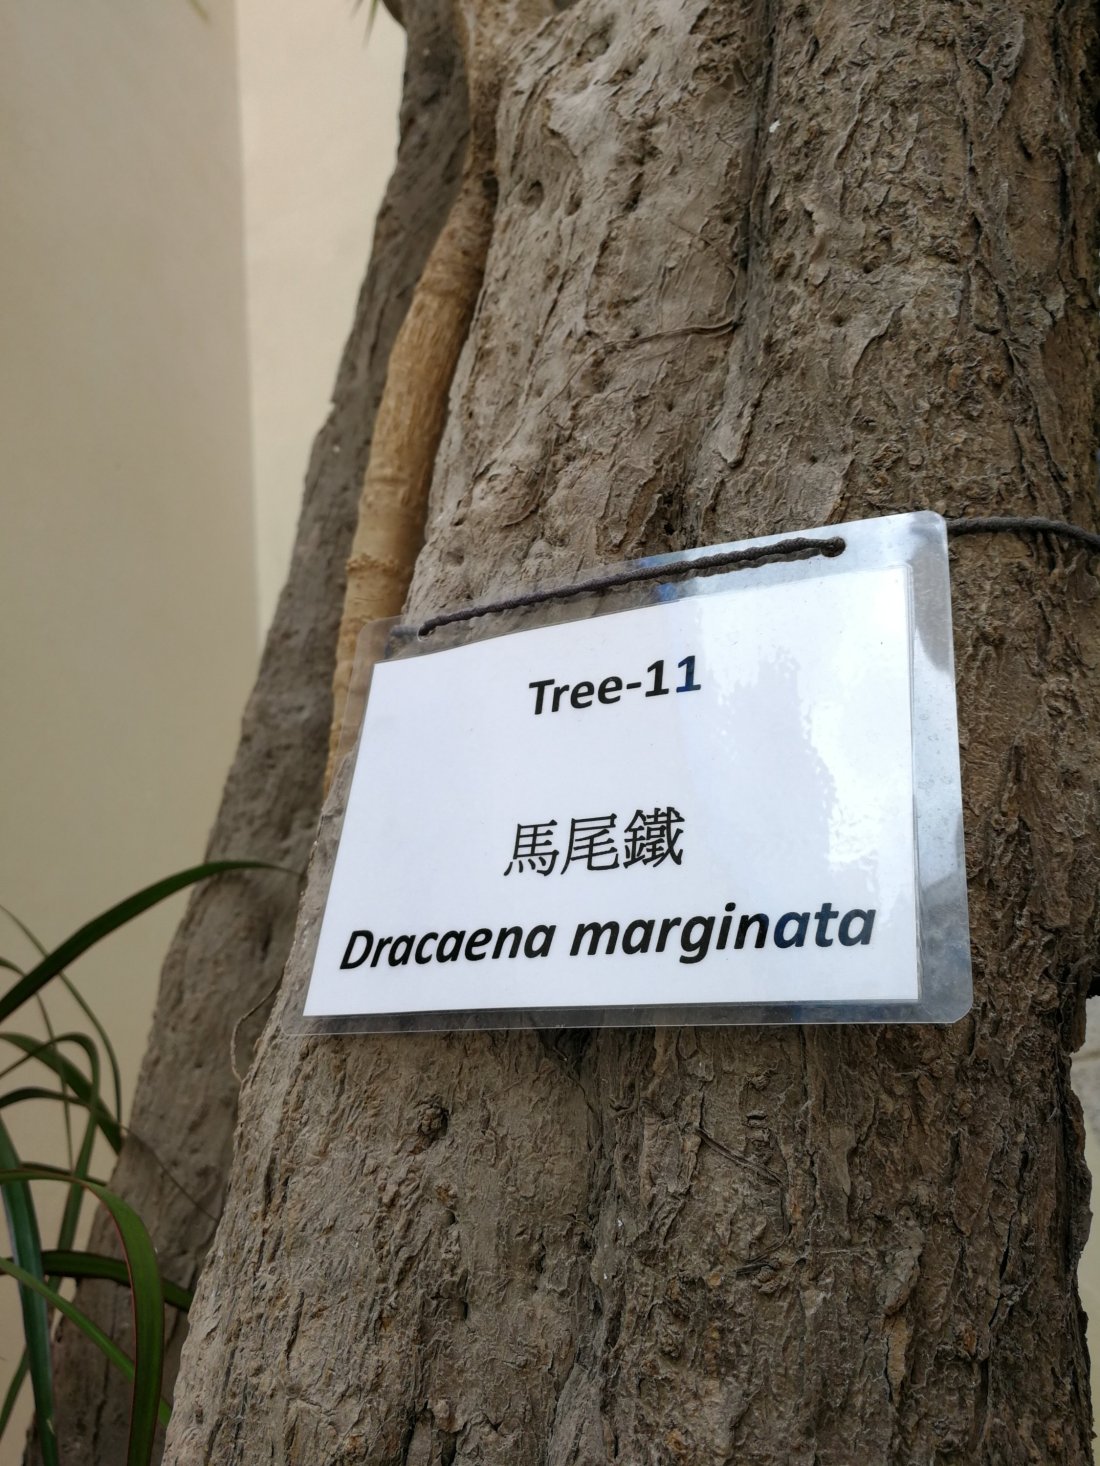 Tree-11
馬尾鐵
Dracaena marginata